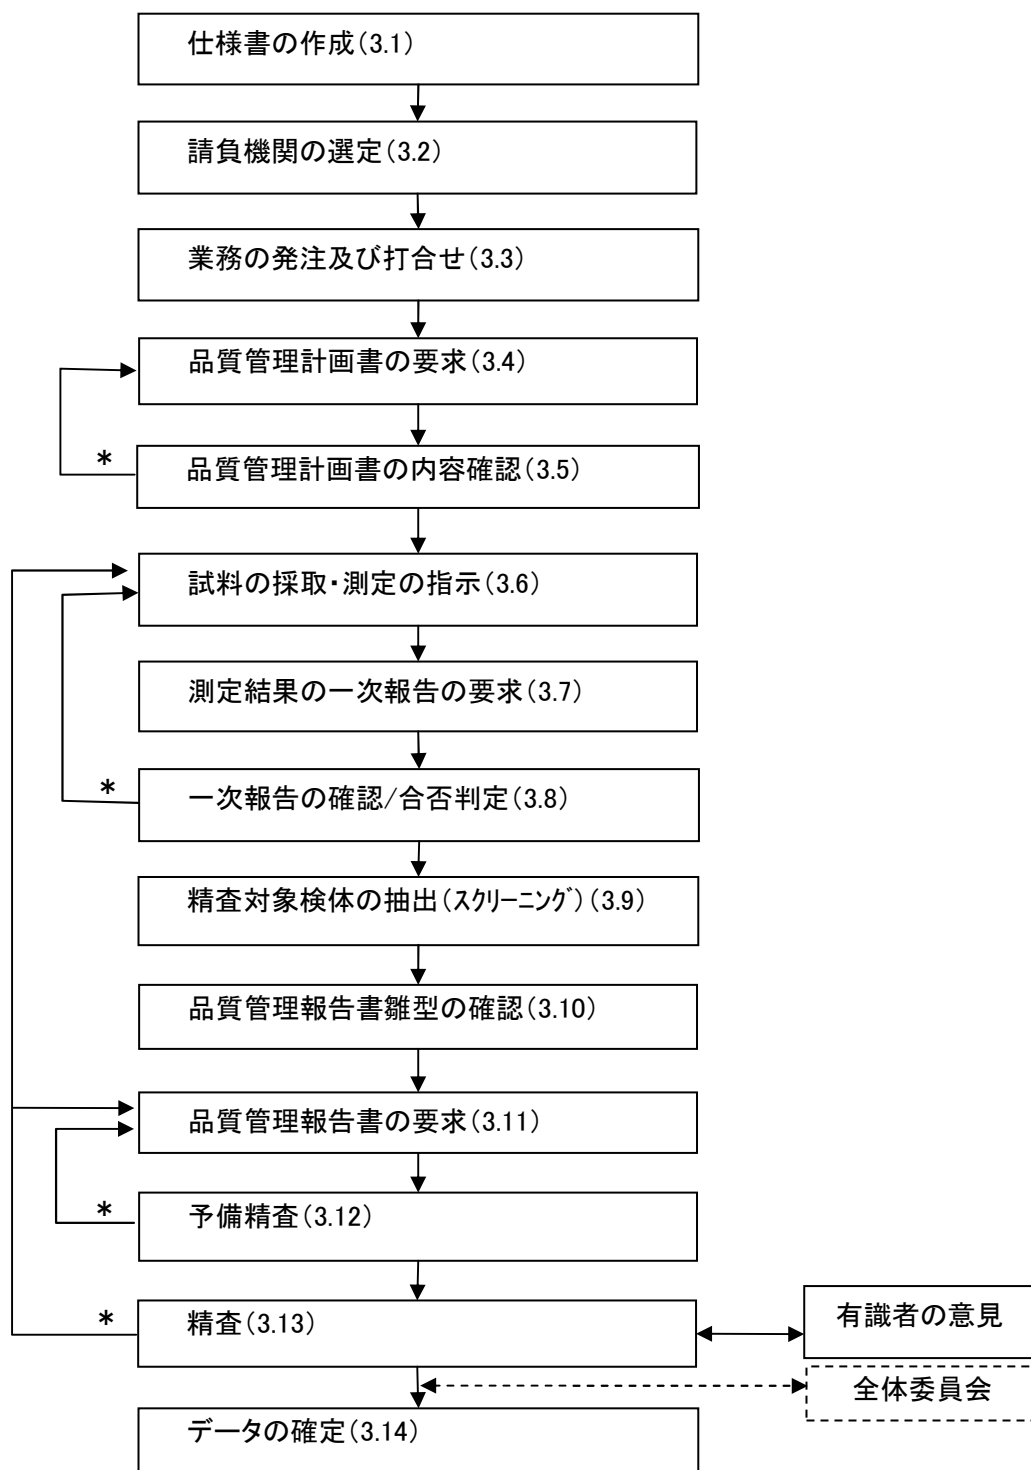 仕様書の作成(3.1)
請負機関の選定(3.2)
業務の発注及び打合せ(3.3)
品質管理計画書の要求(3.4)
*
品質管理計画書の内容確認(3.5)
試料の採取・測定の指示(3.6)
測定結果の一次報告の要求(3.7)
*
一次報告の確認/合否判定(3.8)
精査対象検体の抽出(ｽｸﾘｰﾆﾝｸﾞ)(3.9)
品質管理報告書雛型の確認(3.10)
品質管理報告書の要求(3.11)
*
予備精査(3.12)
*
精査(3.13)
有識者の意見
全体委員会
データの確定(3.14)